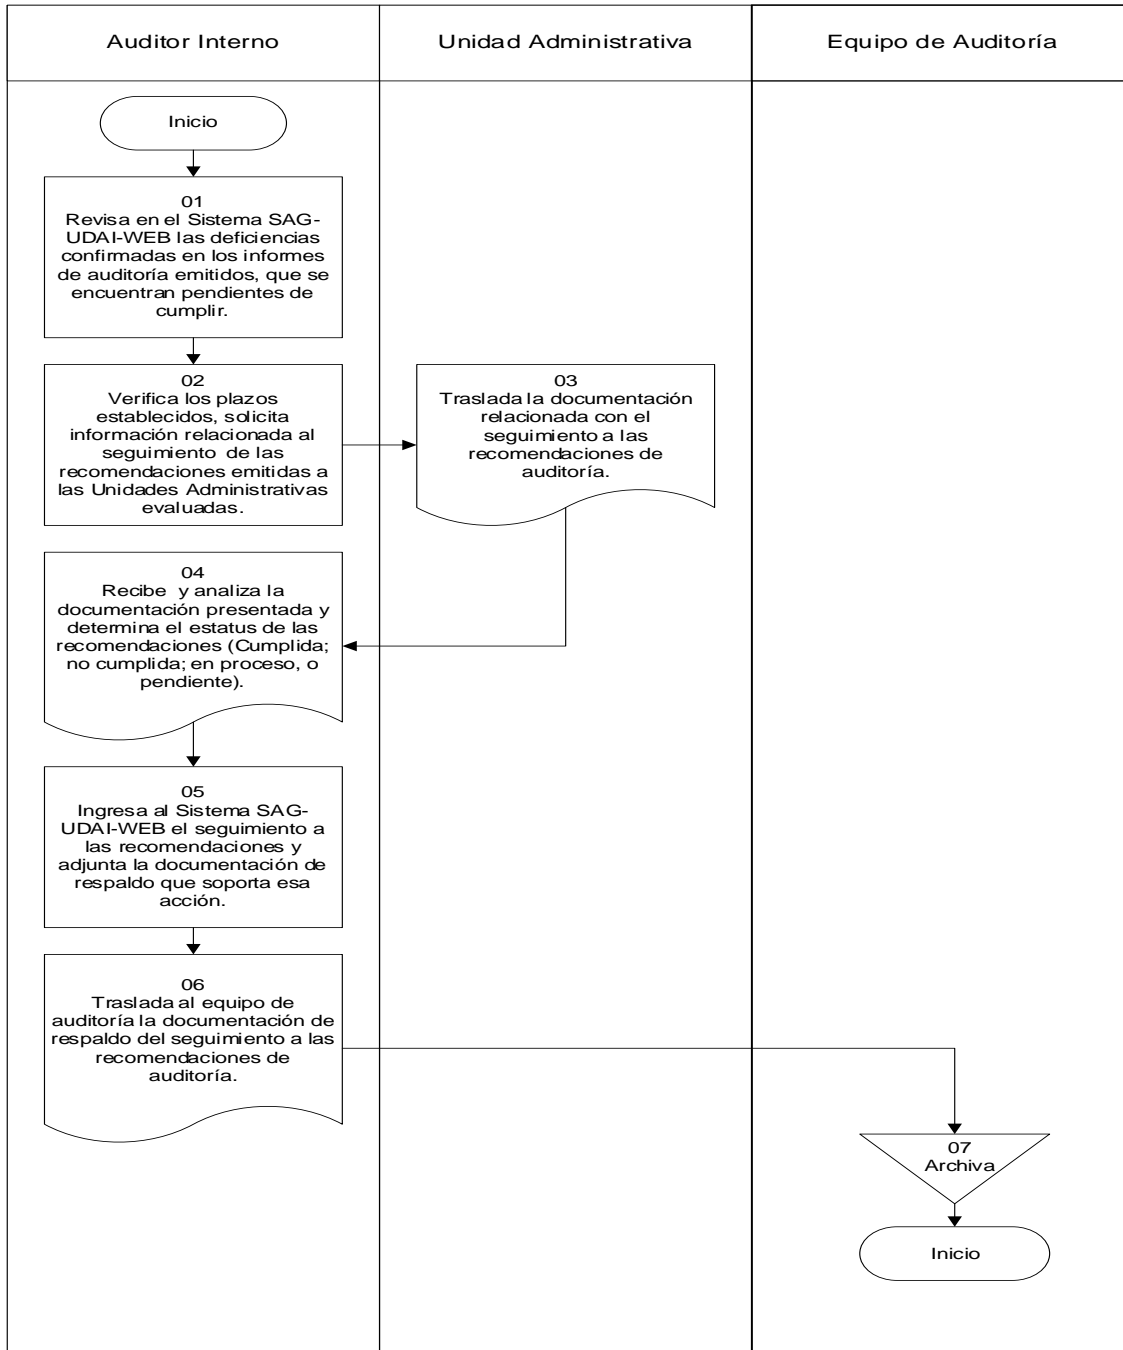 Auditor Interno
Unidad Administrativa
Equipo de Auditoría
Inicio
01
Revisa en el Sistema SAG-
UDAI-WEB las deficiencias
confirmadas en los informes
de auditoría emitidos, que se
encuentran pendientes de
cumplir.
02
Verifica los plazos
establecidos, solicita
información relacionada al
seguimiento de las
recomendaciones emitidas a
las Unidades Administrativas
evaluadas.
03
Traslada la documentación
relacionada con el
seguimiento a las
recomendaciones de
auditoría.
04
Recibe y analiza la
documentación presentada y
determina el estatus de las
recomendaciones (Cumplida;
no cumplida; en proceso, o
pendiente).
05
Ingresa al Sistema SAG-
UDAI-WEB el seguimiento a
las recomendaciones y
adjunta la documentación de
respaldo que soporta esa
acción.
06
Traslada al equipo de
auditoría la documentación de
respaldo del seguimiento a las
recomendaciones de
auditoría.
07
Archiva
Inicio